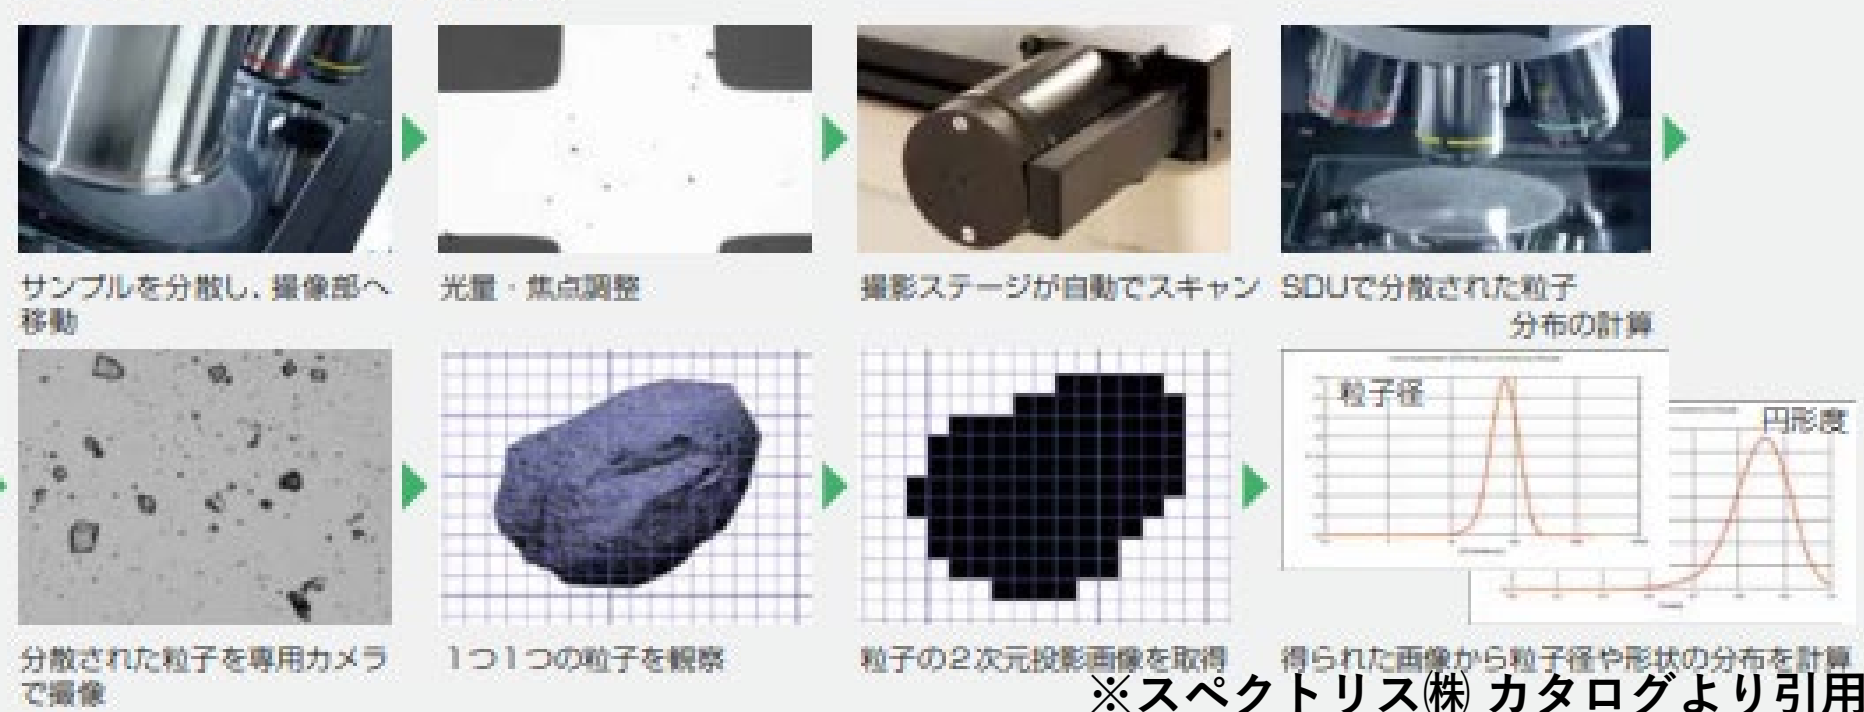 サンプルを分散し、撮像部へ
移動
光量・焦点調整
撮影ステージが自動でスキャン
SDUで分散された粒子
分布の計算
粒子径
円形度
分散された粒子を専用カメラ
で撮像
1つ1つの粒子を観察
粒子の2次元投影画像を取得
得られた画像から粒子径や形状の分布を計算
※スペクトリス㈱ カタログより引用